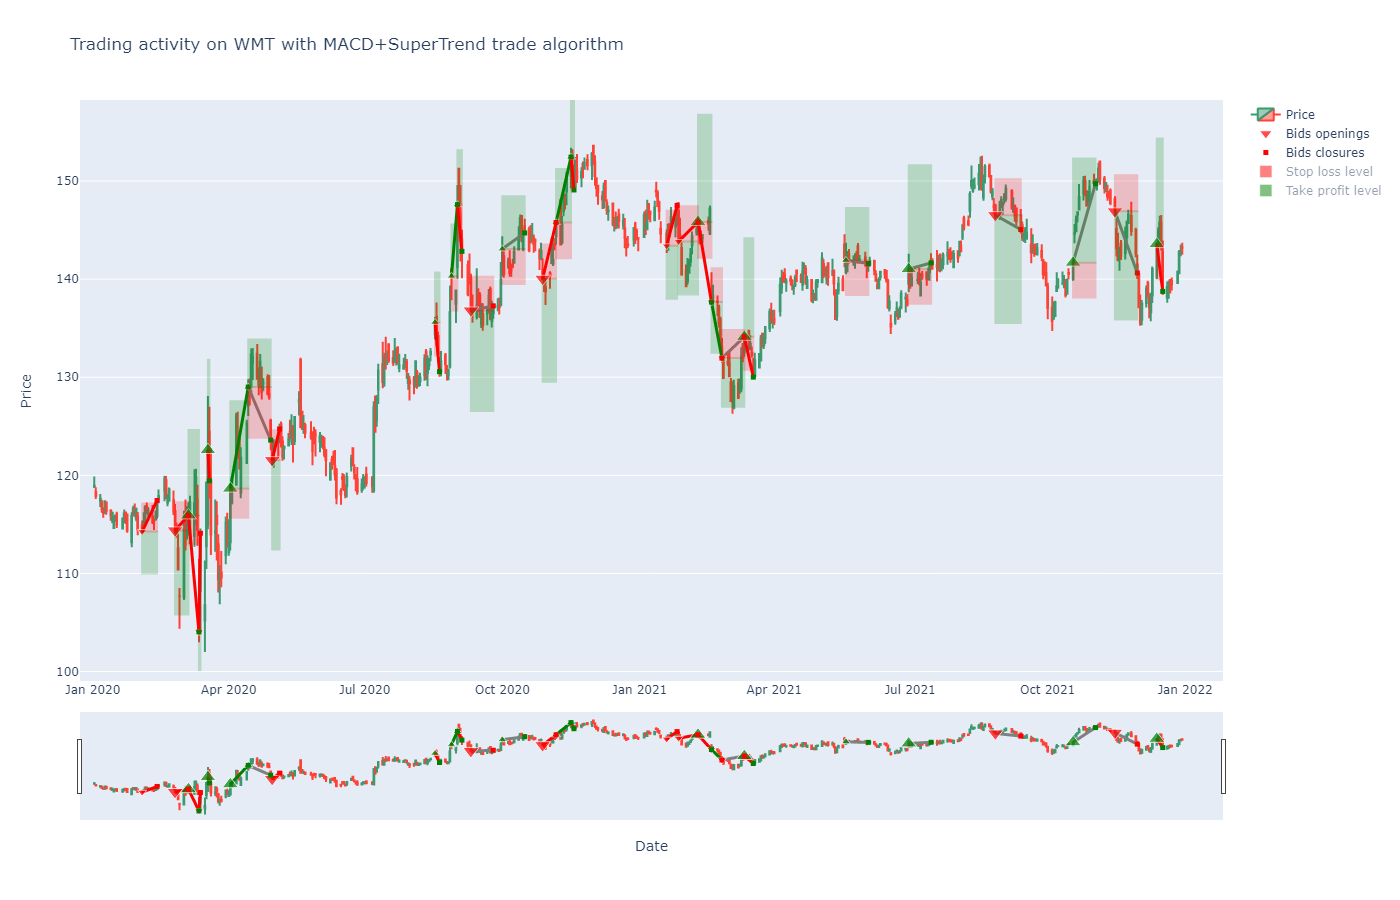 Trading activity on WMT with MACD+SuperTrend trade algorithm
Price
Bids openings
Bids closures
Stop loss level
Take profit level
150
140
130
120
110
100
Price
Jan 2020
Apr 2020
Jul 2020
Oct 2020
Jan 2021
Apr 2021
Jul 2021
Oct 2021
Jan 2022
Date